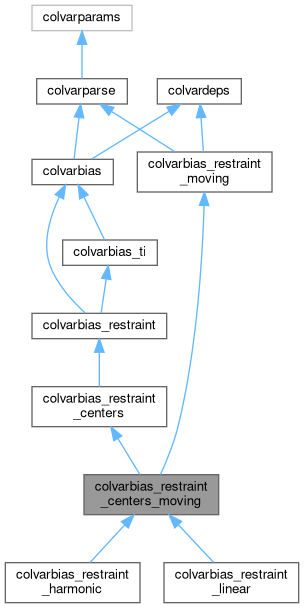 colvarparams
colvarparse
colvardeps
colvarbias
colvarbias_restraint
_moving
colvarbias_ti
colvarbias_restraint
colvarbias_restraint
_centers
colvarbias_restraint
_centers_moving
colvarbias_restraint
_harmonic
colvarbias_restraint
_linear